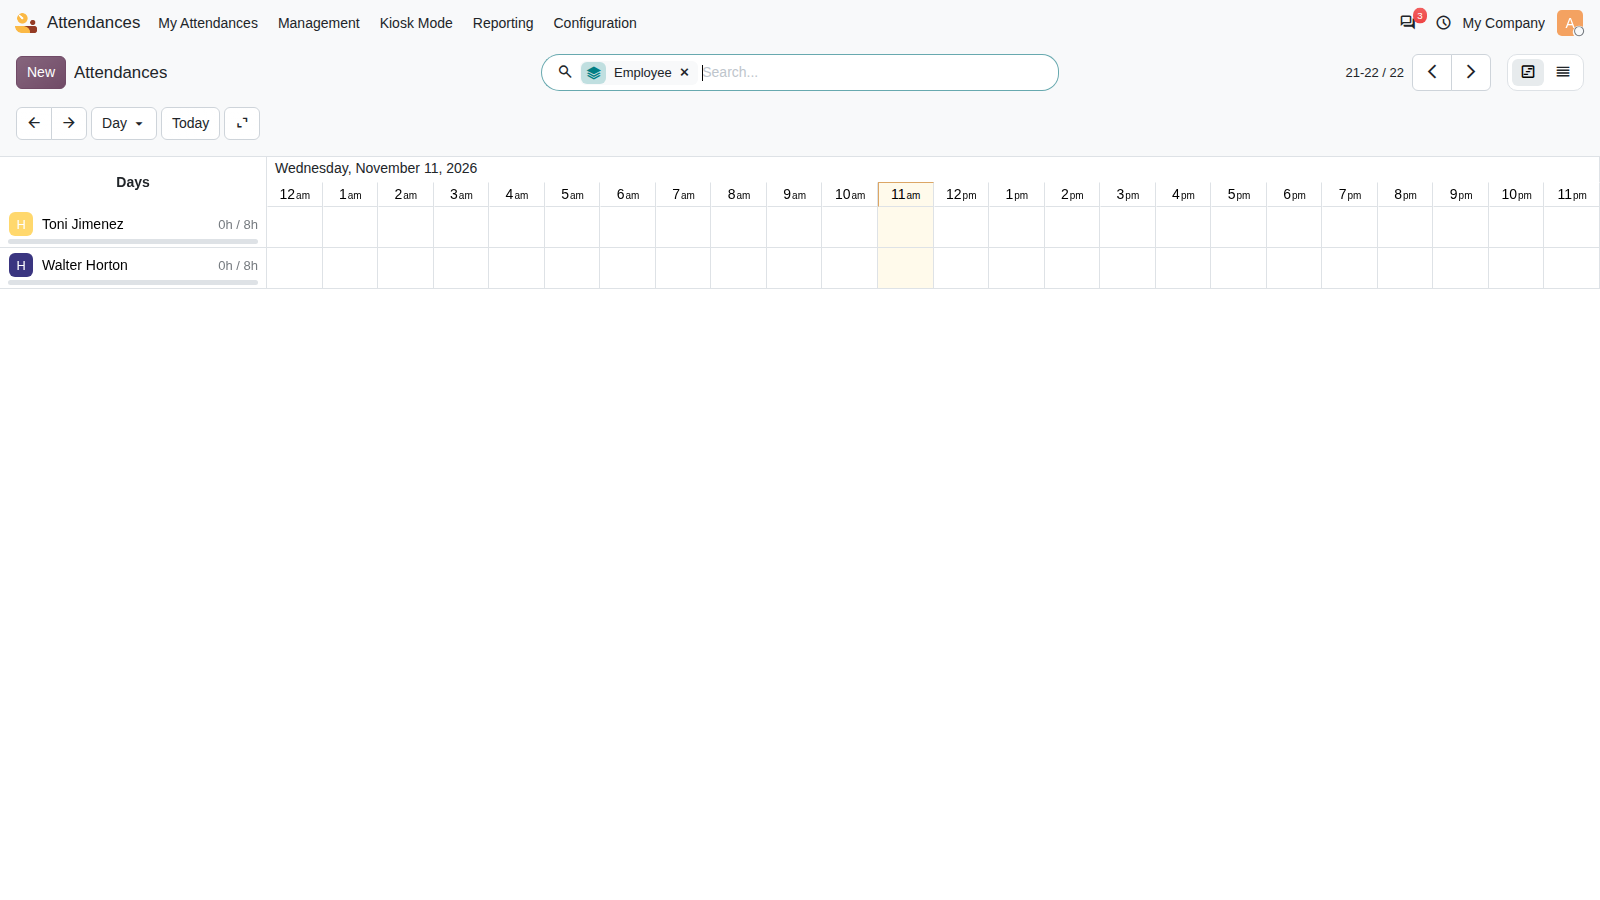 Attendances My Attendances Management Kiosk Mode Reporting Configuration 3 My Company A
New Attendances Employee × Search... 21-22 / 22
Day Today
Days Wednesday, November 11, 2026
12am 1am 2am 3am 4am 5am 6am 7am 8am 9am 10am 11am 12pm 1pm 2pm 3pm 4pm 5pm 6pm 7pm 8pm 9pm 10pm 11pm
H Toni Jimenez 0h / 8h
H Walter Horton 0h / 8h